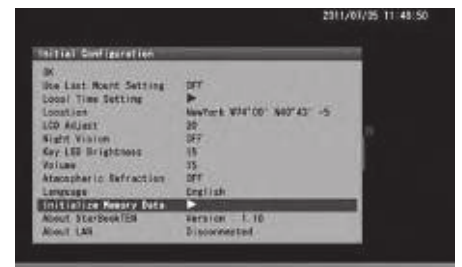 2011/07/05 11:48:50
Initial Configuration
OK
Use Last Mount Setting OFF
Local Time Setting ▶
Location NewYork W74°00' N40°43' -5
LCD Adjust 20
Night Vision OFF
Key LED Brightness 15
Volume 15
Atmospheric Refraction OFF
Language English
Initialize Memory Data ▶
About StarBookTEN Version 1.10
About LAN Disconnected